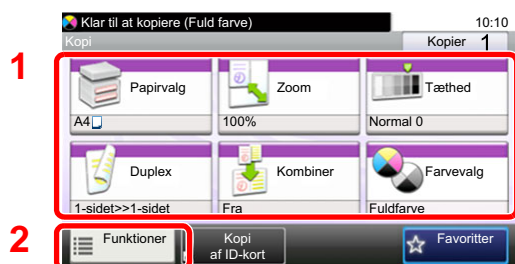 Klar til at kopiere (Fuld farve) 10:10
Kopi Kopier 1
1
Papirvalg Zoom Tæthed
A4 100% Normal 0
Duplex Kombiner Farvevalg
1-sidet>>1-sidet Fra Fuldfarve
2
Funktioner Kopi Favoritter
af ID-kort